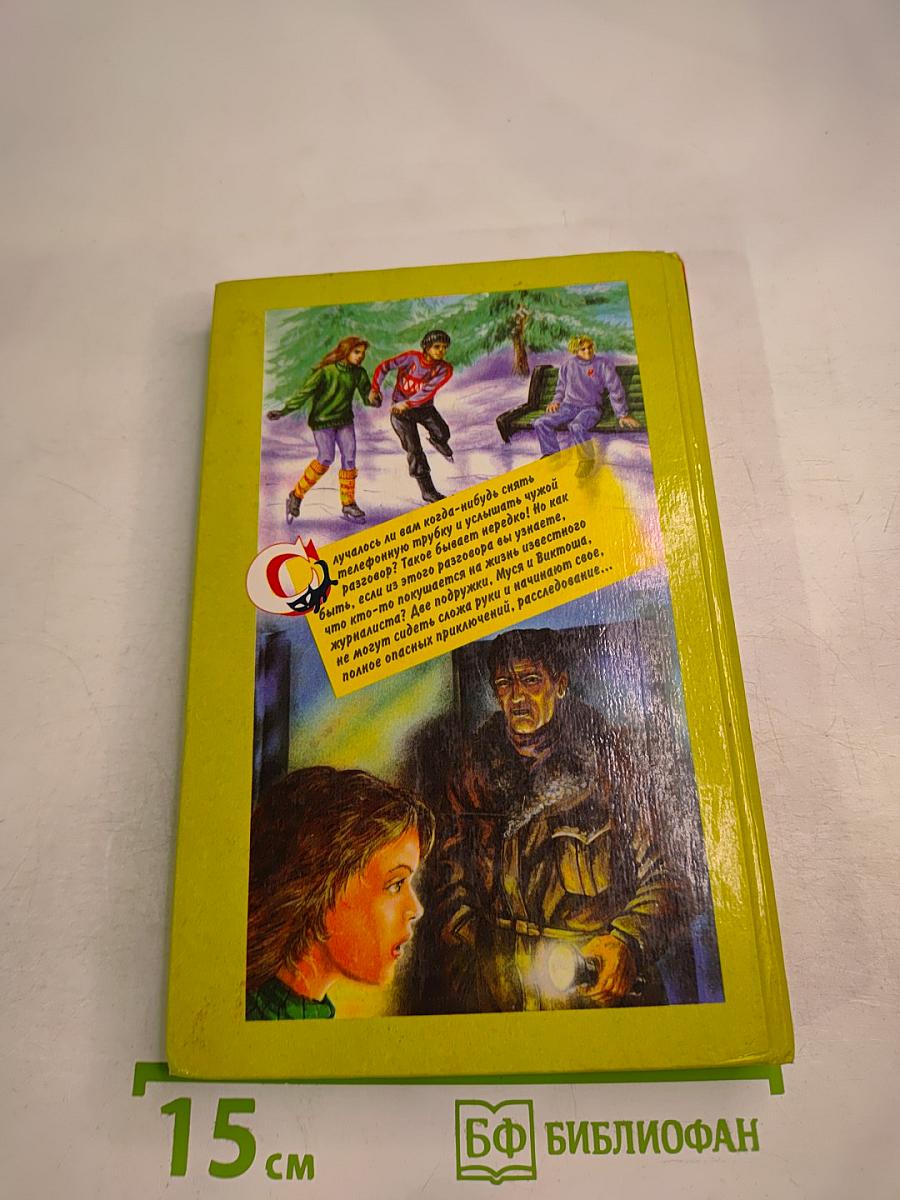 Случалось ли вам когда-нибудь снять
телефонную трубку и услышать чужой
разговор? Такое бывает нередко! Но как
быть, если из этого разговора вы узнаете,
что кто-то покушается на жизнь известного
журналиста? Две подружки, Муся и Виктоша,
не могут сидеть сложа руки и начинают свое,
полное опасных приключений, расследование...
15 см
БФ БИБЛИОФАН